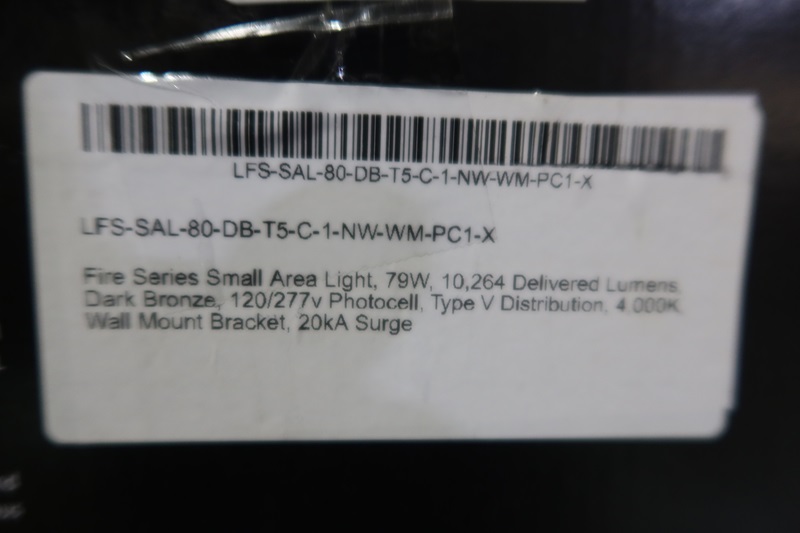 LFS-SAL-80-DB-T5-C-1-NW-WM-PC1-X
LFS-SAL-80-DB-T5-C-1-NW-WM-PC1-X
Fire Series Small Area Light, 79W, 10,264 Delivered Lumens,
Dark Bronze, 120/277v Photocell, Type V Distribution, 4,000K,
Wall Mount Bracket, 20kA Surge